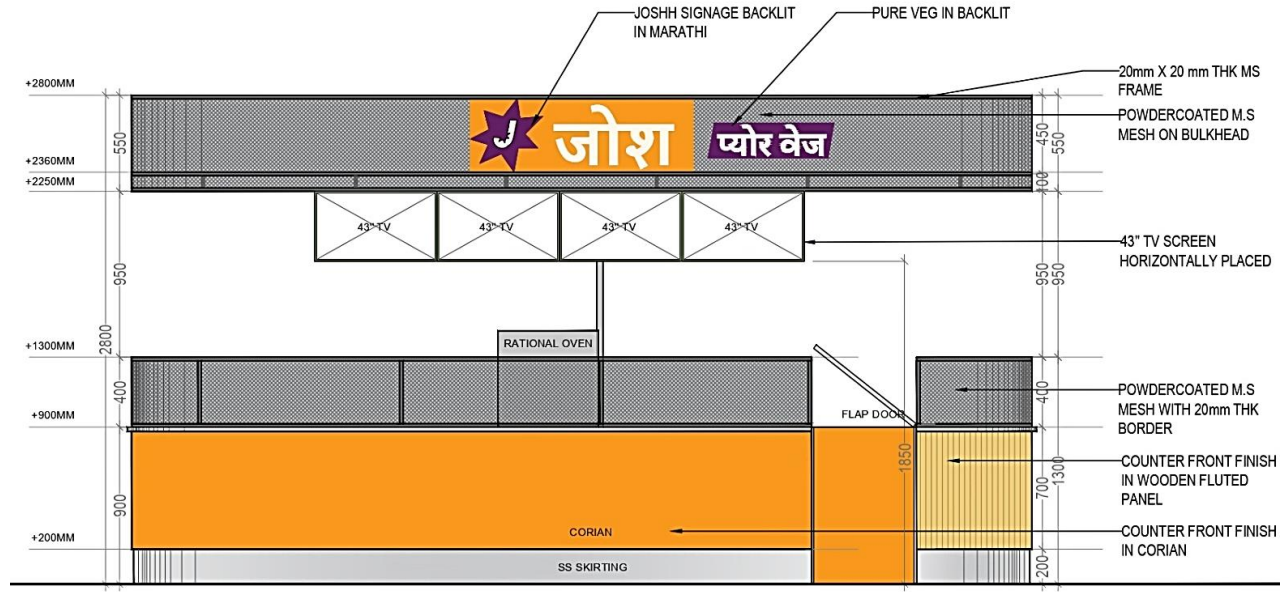 JOSHH SIGNAGE BACKLIT
IN MARATHI
PURE VEG IN BACKLIT
20mm X 20 mm THK MS
FRAME
POWDERCOATED M.S
MESH ON BULKHEAD
+2800MM
+2360MM
+2250MM
+1300MM
+900MM
+200MM
550
950
2800
400
900
J जोश प्योर वेज
43" TV 43" TV 43" TV 43" TV
43" TV SCREEN
HORIZONTALLY PLACED
RATIONAL OVEN
FLAP DOOR
1850
CORIAN
SS SKIRTING
450
550
100
950
950
400
700
1300
200
POWDERCOATED M.S
MESH WITH 20mm THK
BORDER
COUNTER FRONT FINISH
IN WOODEN FLUTED
PANEL
COUNTER FRONT FINISH
IN CORIAN